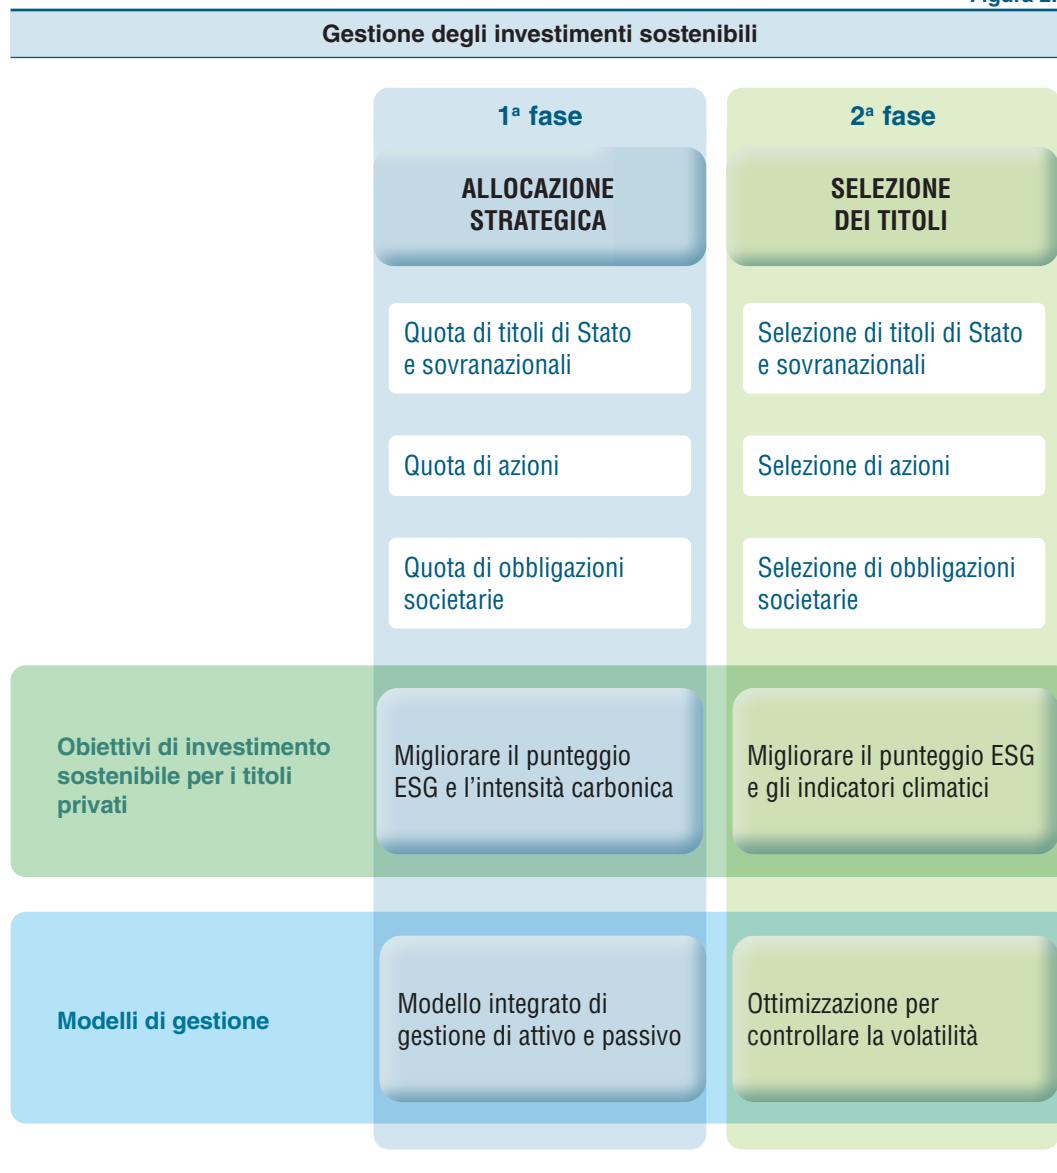 Figura 2.
Gestione degli investimenti sostenibili
1ª fase
2ª fase
ALLOCAZIONE
STRATEGICA
SELEZIONE
DEI TITOLI
Quota di titoli di Stato
e sovranazionali
Selezione di titoli di Stato
e sovranazionali
Quota di azioni
Selezione di azioni
Quota di obbligazioni
societarie
Selezione di obbligazioni
societarie
Obiettivi di investimento
sostenibile per i titoli
privati
Migliorare il punteggio
ESG e l’intensità carbonica
Migliorare il punteggio ESG
e gli indicatori climatici
Modelli di gestione
Modello integrato di
gestione di attivo e passivo
Ottimizzazione per
controllare la volatilità